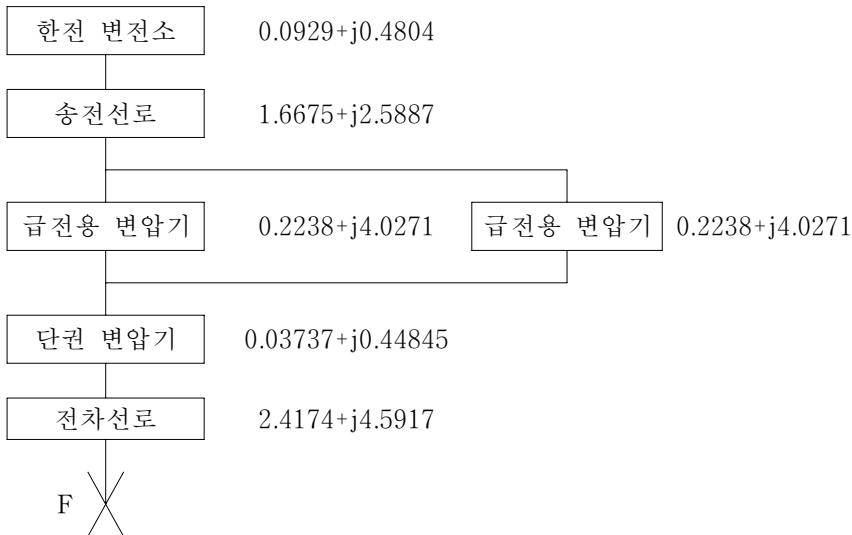 한전 변전소 0.0929+j0.4804
송전선로 1.6675+j2.5887
급전용 변압기 0.2238+j4.0271 급전용 변압기 0.2238+j4.0271
단권 변압기 0.03737+j0.44845
전차선로 2.4174+j4.5917
F